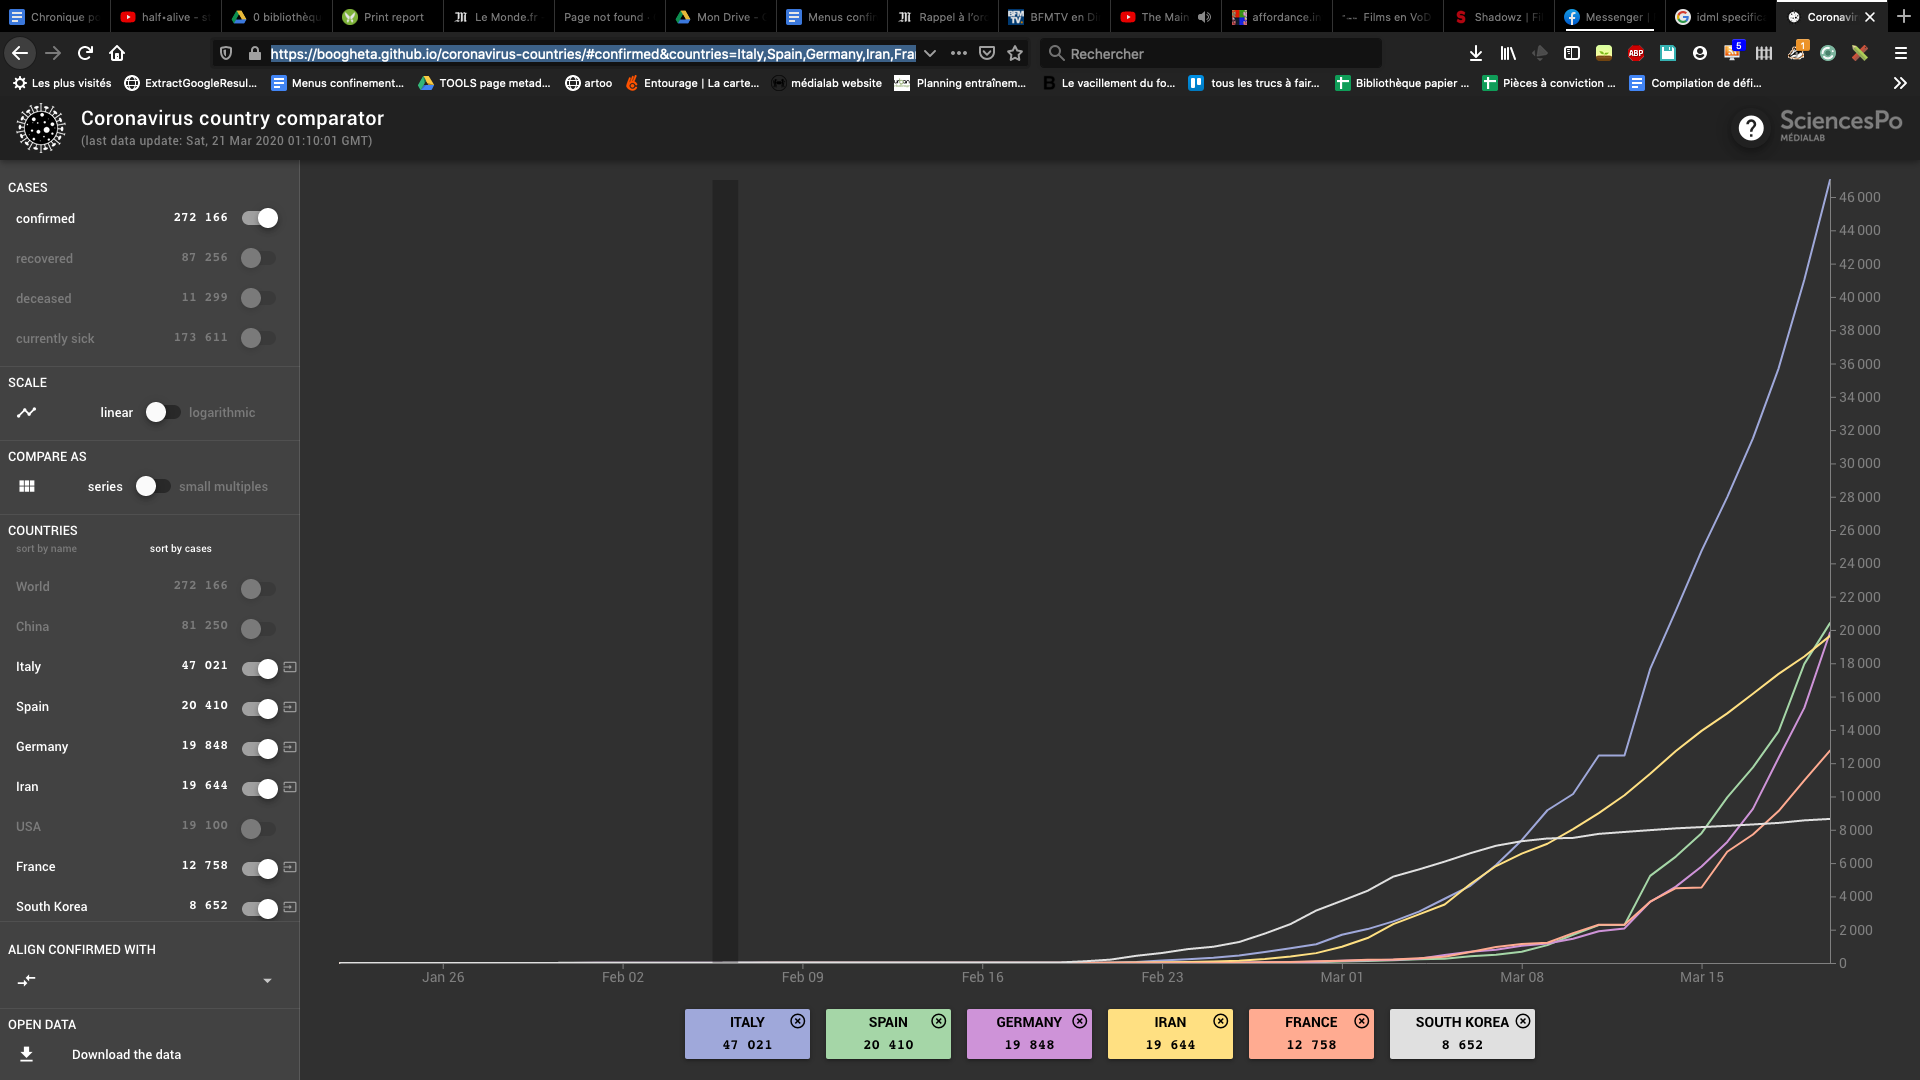 Chronique p
half•alive - s
0 bibliothèqu
Print report
Le Monde.fr
Page not found -
Mon Drive -
Menus confin
Rappel à l'or
BFMTV en Di
The Main
affordance.in
Films en VoD
Shadowz | Fi
Messenger |
idml specific
Coronavir
https://boogheta.github.io/coronavirus-countries/#confirmed&countries=Italy,Spain,Germany,Iran,Fra
Rechercher
ABP
5
1
Les plus visités
ExtractGoogleResul...
Menus confinement...
TOOLS page metad...
artoo
Entourage | La carte...
médialab website
Planning entraînem...
Le vacillement du fo...
tous les trucs à fair...
Bibliothèque papier ...
Pièces à conviction ...
Compilation de défi...
Coronavirus country comparator
(last data update: Sat, 21 Mar 2020 01:10:01 GMT)
?
SciencesPo
MÉDIALAB
CASES
confirmed 272 166
recovered 87 256
deceased 11 299
currently sick 173 611
SCALE
linear logarithmic
COMPARE AS
series small multiples
COUNTRIES
sort by name sort by cases
World 272 166
China 81 250
Italy 47 021
Spain 20 410
Germany 19 848
Iran 19 644
USA 19 100
France 12 758
South Korea 8 652
ALIGN CONFIRMED WITH
OPEN DATA
Download the data
46 000
44 000
42 000
40 000
38 000
36 000
34 000
32 000
30 000
28 000
26 000
24 000
22 000
20 000
18 000
16 000
14 000
12 000
10 000
8 000
6 000
4 000
2 000
0
Jan 26 Feb 02 Feb 09 Feb 16 Feb 23 Mar 01 Mar 08 Mar 15
ITALY
47 021
SPAIN
20 410
GERMANY
19 848
IRAN
19 644
FRANCE
12 758
SOUTH KOREA
8 652